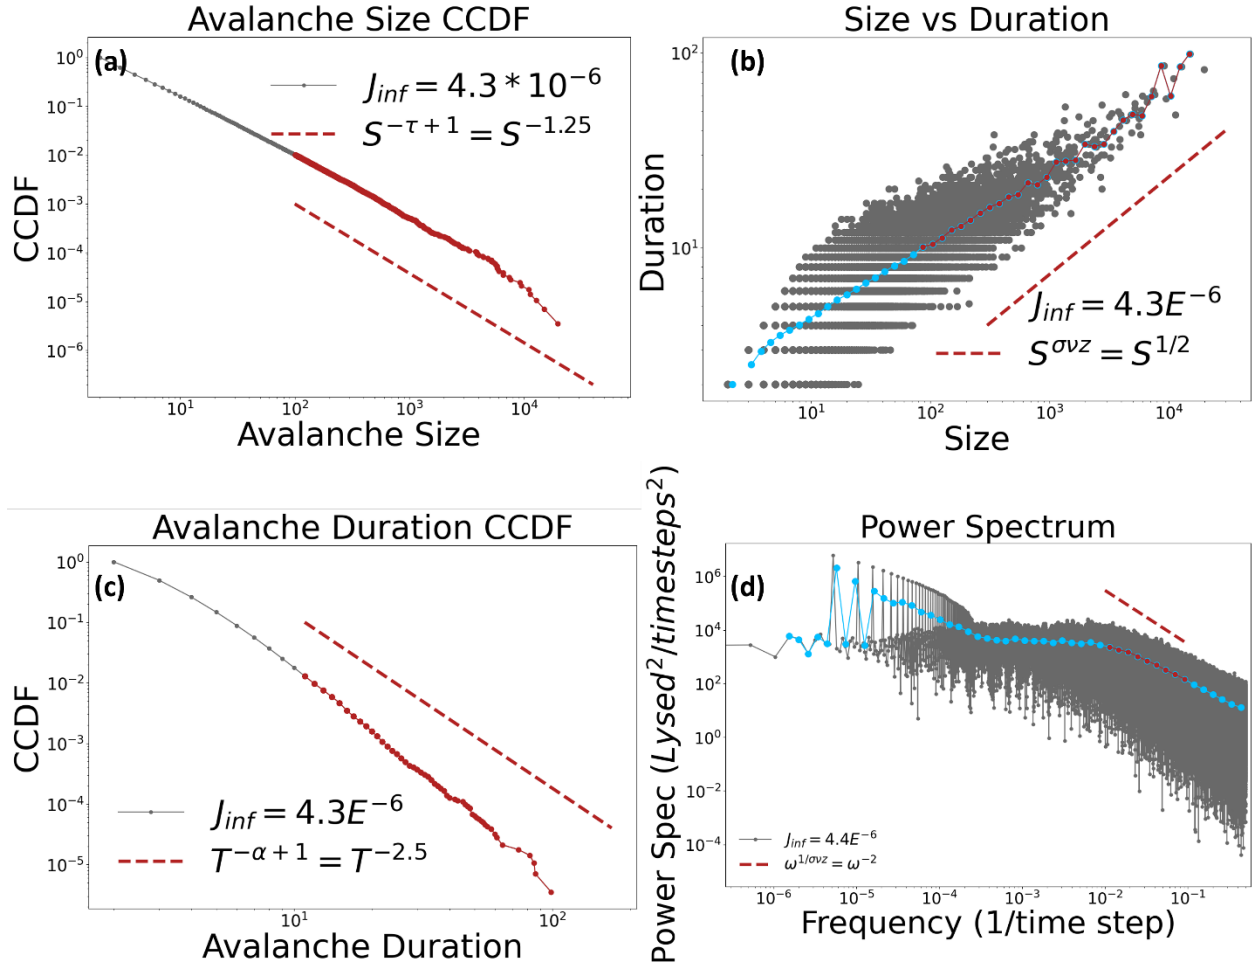 Avalanche Size CCDF
(a)
J_inf = 4.3 * 10^−6
S^−τ+1 = S^−1.25
CCDF
10^0
10^−1
10^−2
10^−3
10^−4
10^−5
10^−6
10^1 10^2 10^3 10^4
Avalanche Size
Size vs Duration
(b)
J_inf = 4.3E^−6
S^σνz = S^1/2
Duration
10^2
10^1
10^1 10^2 10^3 10^4
Size
Avalanche Duration CCDF
(c)
J_inf = 4.3E^−6
T^−α+1 = T^−2.5
CCDF
10^0
10^−1
10^−2
10^−3
10^−4
10^−5
10^1 10^2
Avalanche Duration
Power Spectrum
(d)
J_inf = 4.4E^−6
ω^1/σνz = ω^−2
Power Spec (Lysed^2/timesteps^2)
10^6
10^4
10^2
10^0
10^−2
10^−4
10^−6 10^−5 10^−4 10^−3 10^−2 10^−1
Frequency (1/time step)